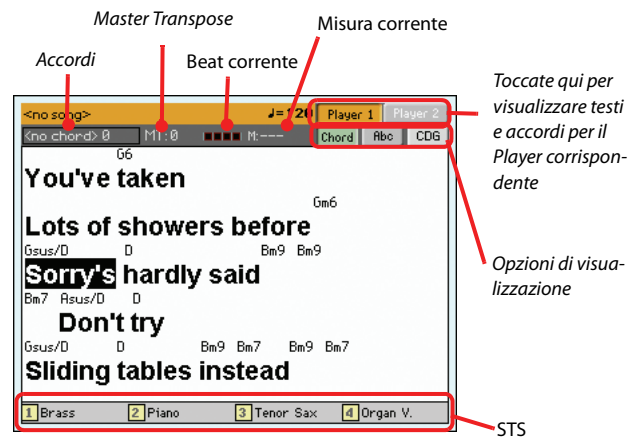 Master Transpose
Misura corrente
Accordi
Beat corrente
Toccate qui per
visualizzare testi
e accordi per il
Player corrispon-
dente
<no song>
♩=120
Player 1
Player 2
<no chord> 0
MT:0
M:---
Chord
Abc
CDG
G6
You've taken
Gm6
Lots of showers before
Gsus/D D Bm9 Bm9
Sorry's hardly said
Bm7 Asus/D D
Don't try
Gsus/D D Bm9 Bm7 Bm9 Bm7
Sliding tables instead
Opzioni di visua-
lizzazione
1 Brass 2 Piano 3 Tenor Sax 4 Organ V.
STS